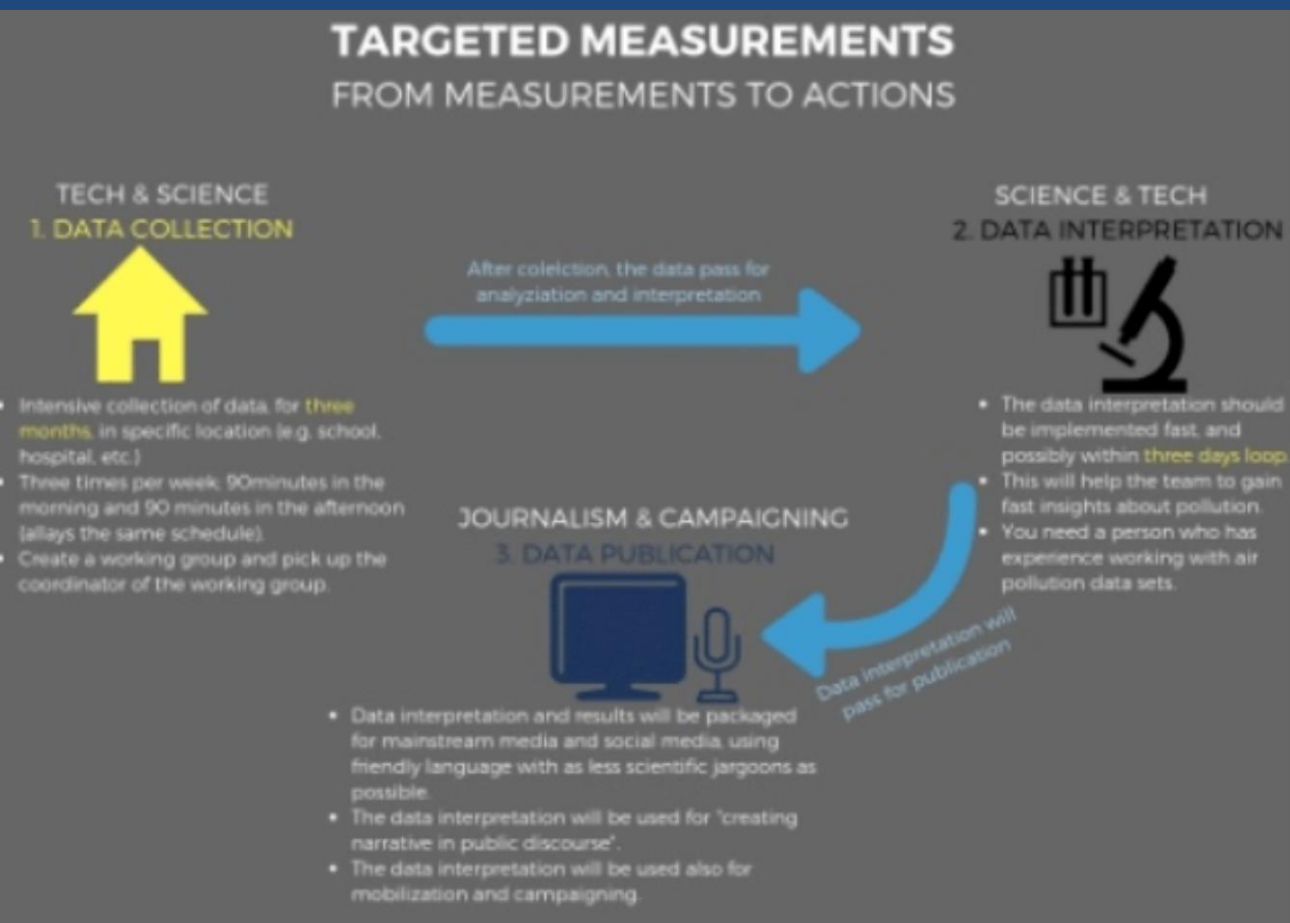 TARGETED MEASUREMENTS
FROM MEASUREMENTS TO ACTIONS
TECH & SCIENCE
1. DATA COLLECTION
• Intensive collection of data, for three
months, in specific location (e.g. school,
hospital, etc.)
• Three times per week; 90minutes in the
morning and 90 minutes in the afternoon
(allays the same schedule).
• Create a working group and pick up the
coordinator of the working group.
After colelction, the data pass for
analyziation and interpretation
SCIENCE & TECH
2. DATA INTERPRETATION
• The data interpretation should
be implemented fast, and
possibly within three days loop.
• This will help the team to gain
fast insights about pollution.
• You need a person who has
experience working with air
pollution data sets.
Data interpretation will
pass for publication
JOURNALISM & CAMPAIGNING
3. DATA PUBLICATION
• Data interpretation and results will be packaged
for mainstream media and social media, using
friendly language with as less scientific jargoons as
possible.
• The data interpretation will be used for "creating
narrative in public discourse".
• The data interpretation will be used also for
mobilization and campaigning.